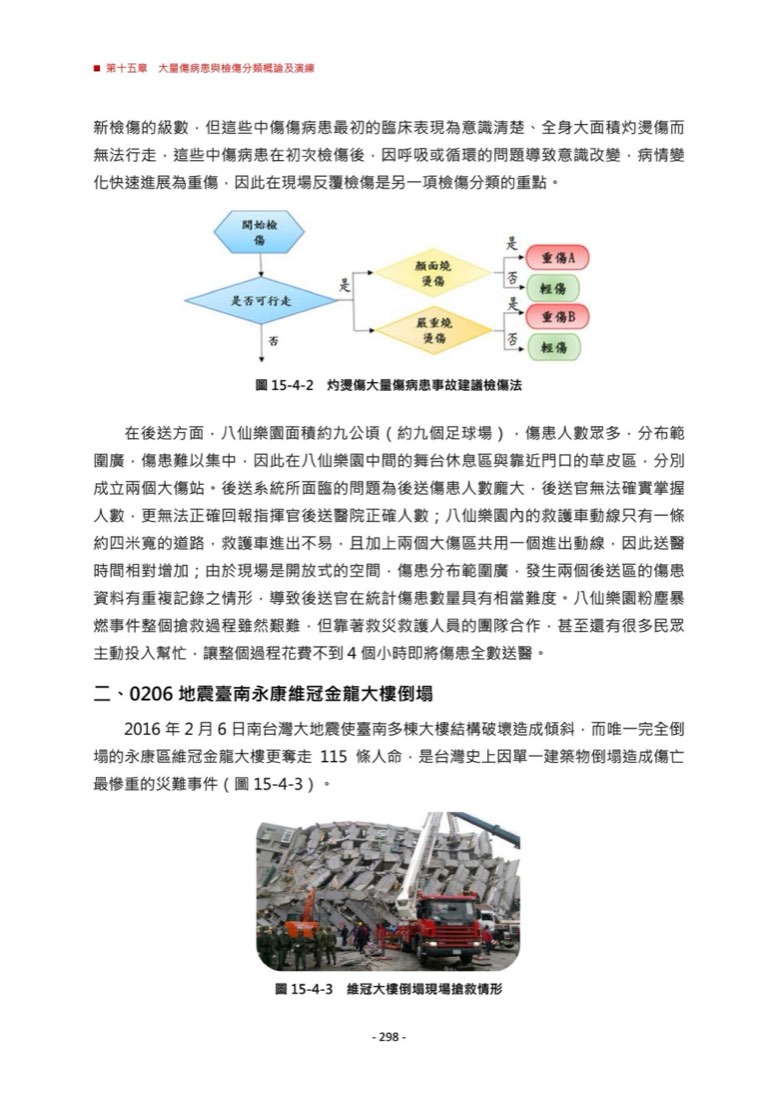 ■ 第十五章 大量傷病患與檢傷分類概論及演練
新檢傷的級數，但這些中傷傷病患最初的臨床表現為意識清楚、全身大面積灼燙傷而
無法行走，這些中傷病患在初次檢傷後，因呼吸或循環的問題導致意識改變，病情變
化快速進展為重傷，因此在現場反覆檢傷是另一項檢傷分類的重點。
開始檢
傷
是否可行走
否
是
顏面燒
燙傷
嚴重燒
燙傷
是
重傷A
否
輕傷
是
重傷B
否
輕傷
圖 15-4-2 灼燙傷大量傷病患事故建議檢傷法
在後送方面，八仙樂園面積約九公頃（約九個足球場），傷患人數眾多，分布範
圍廣，傷患難以集中，因此在八仙樂園中間的舞台休息區與靠近門口的草皮區，分別
成立兩個大傷站。後送系統所面臨的問題為後送傷患人數龐大，後送官無法確實掌握
人數，更無法正確回報指揮官後送醫院正確人數；八仙樂園內的救護車動線只有一條
約四米寬的道路，救護車進出不易，且加上兩個大傷區共用一個進出動線，因此送醫
時間相對增加；由於現場是開放式的空間，傷患分布範圍廣，發生兩個後送區的傷患
資料有重複記錄之情形，導致後送官在統計傷患數量具有相當難度。八仙樂園粉塵暴
燃事件整個搶救過程雖然艱難，但靠著救災救護人員的團隊合作，甚至還有很多民眾
主動投入幫忙，讓整個過程花費不到 4 個小時即將傷患全數送醫。
二、0206 地震臺南永康維冠金龍大樓倒塌
2016 年 2 月 6 日南台灣大地震使臺南多棟大樓結構破壞造成傾斜，而唯一完全倒
塌的永康區維冠金龍大樓更奪走 115 條人命，是台灣史上因單一建築物倒塌造成傷亡
最慘重的災難事件（圖 15-4-3）。
圖 15-4-3 維冠大樓倒塌現場搶救情形
- 298 -